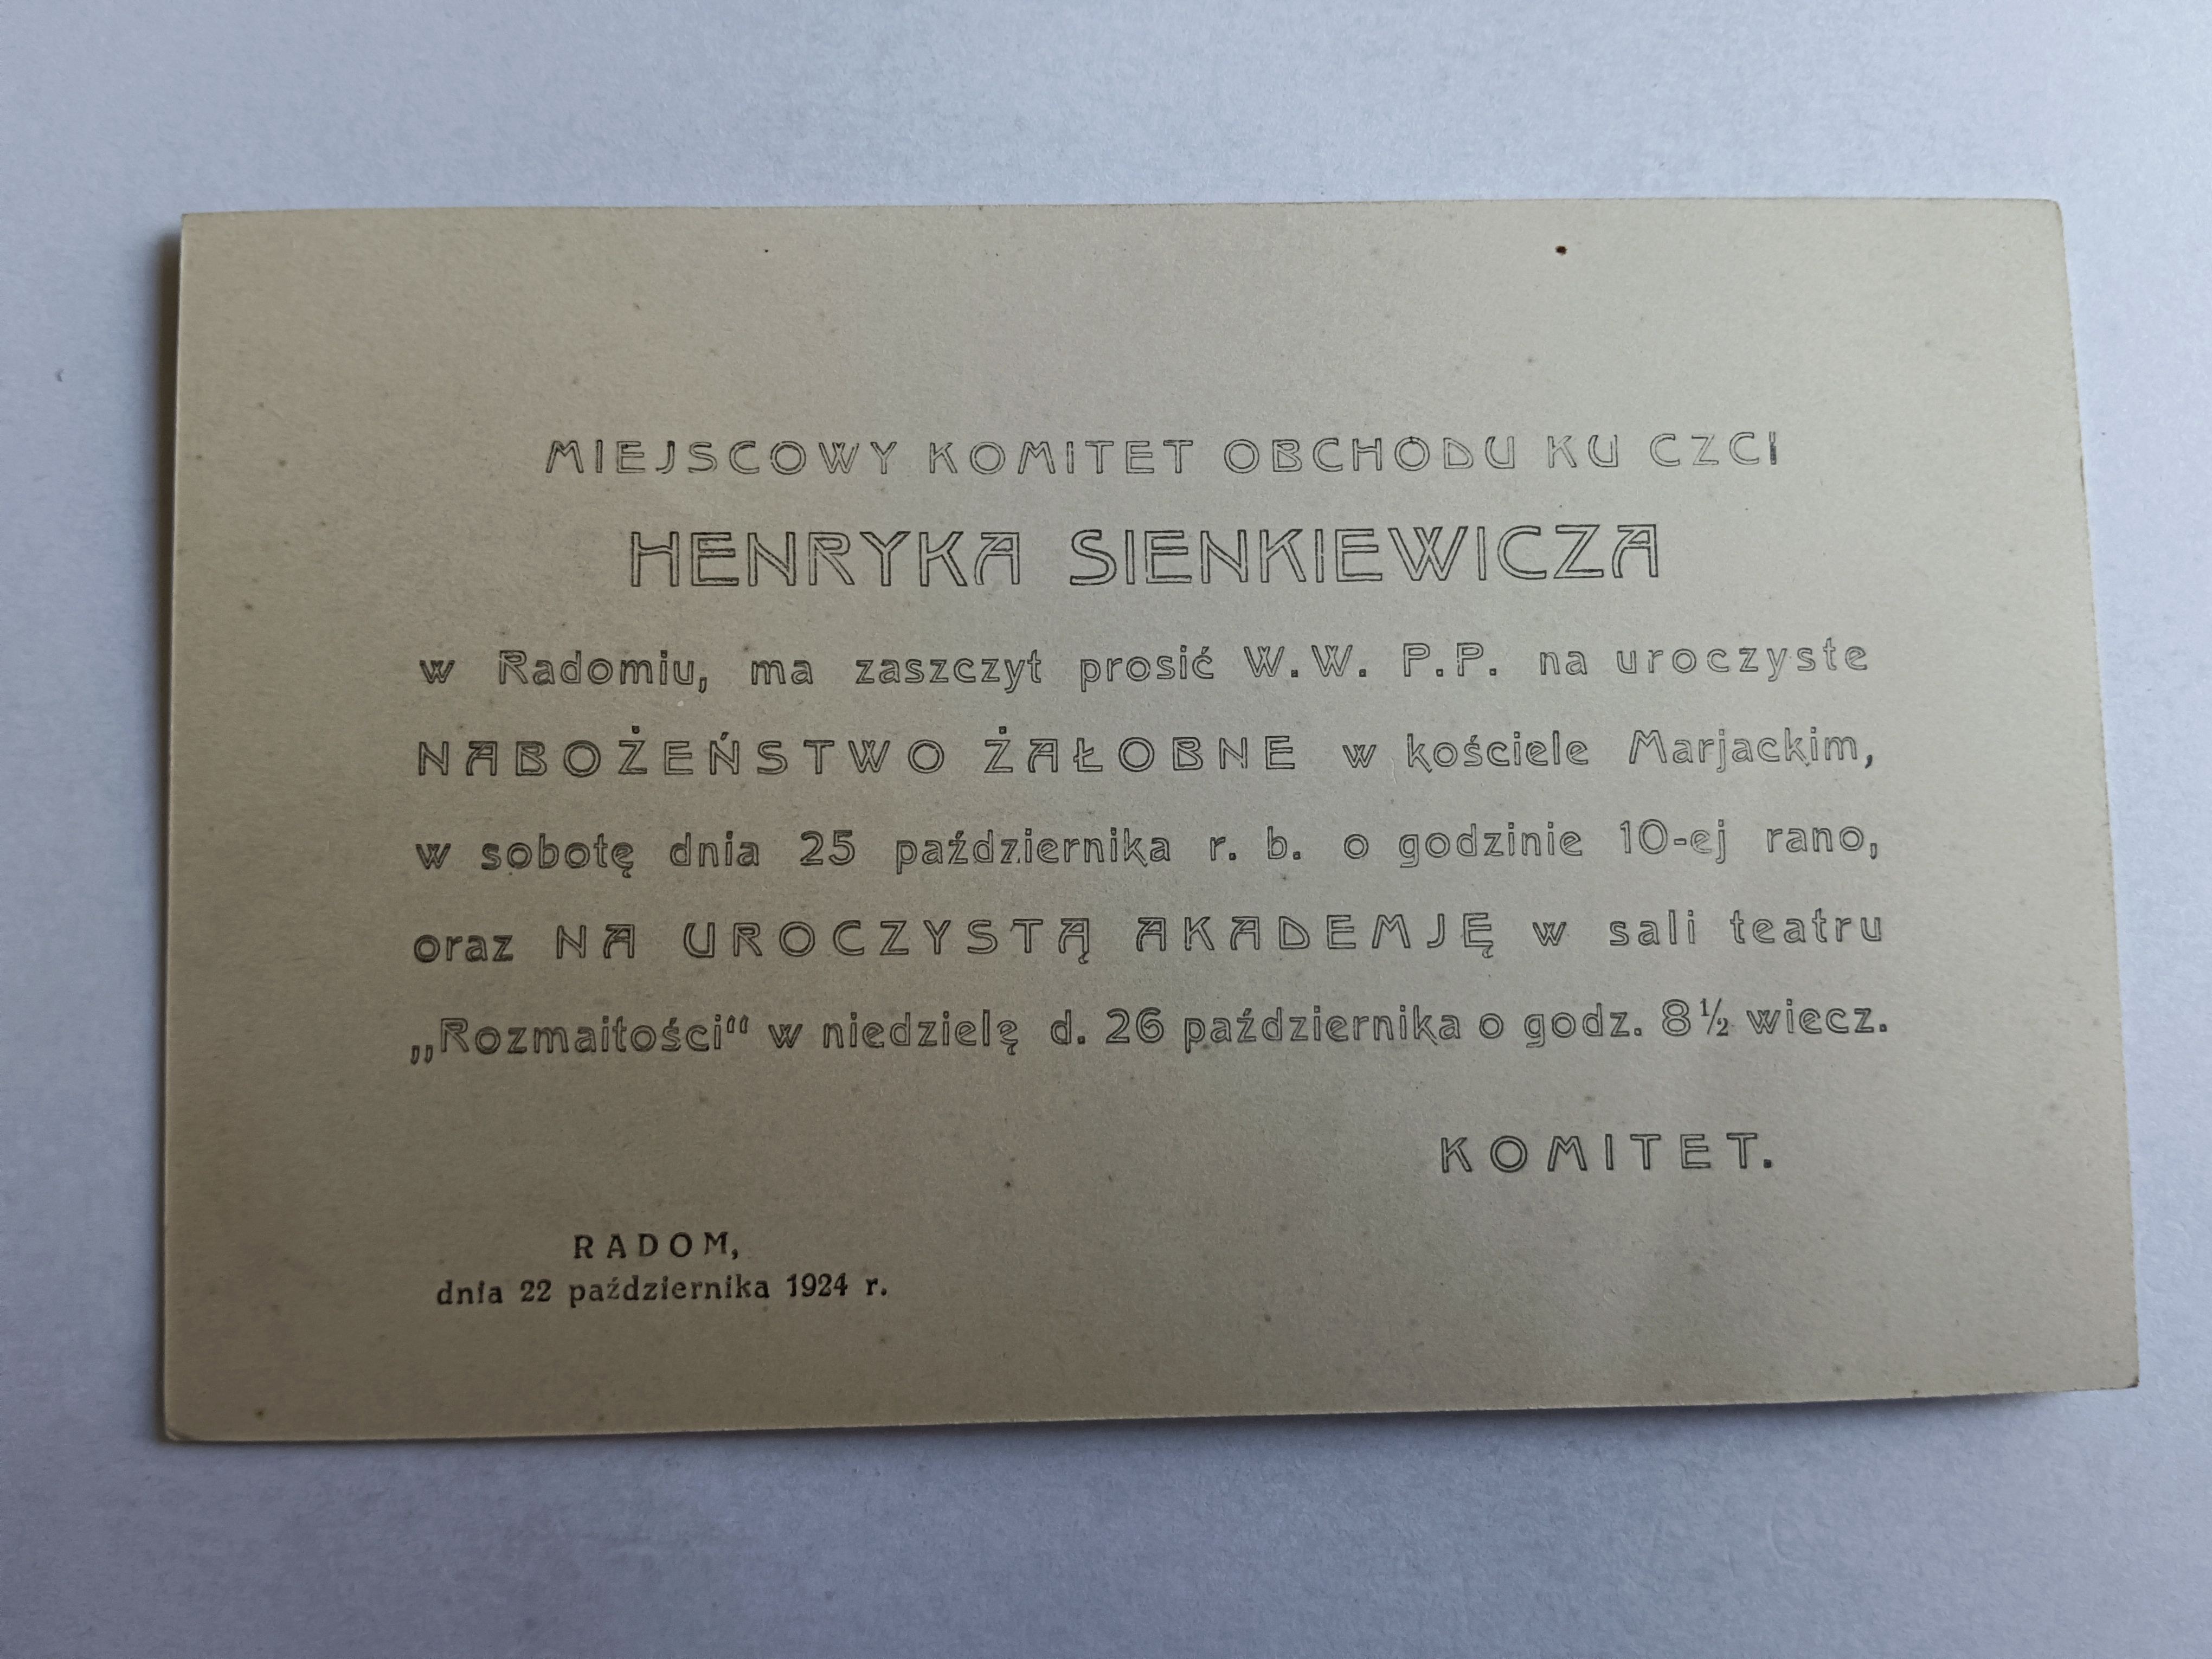 MIEJSCOWY KOMITET OBCHODU KU CZCI
HENRYKA SIENKIEWICZA
w Radomiu, ma zaszczyt prosić W.W. P.P. na uroczyste
NABOŻEŃSTWO ŻAŁOBNE w kościele Marjackim,
w sobotę dnia 25 października r. b. o godzinie 10-ej rano,
oraz NA UROCZYSTĄ AKADEMJĘ w sali teatru
„Rozmaitości“ w niedzielę d. 26 października o godz. 8½ wiecz.
KOMITET.
RADOM,
dnia 22 października 1924 r.